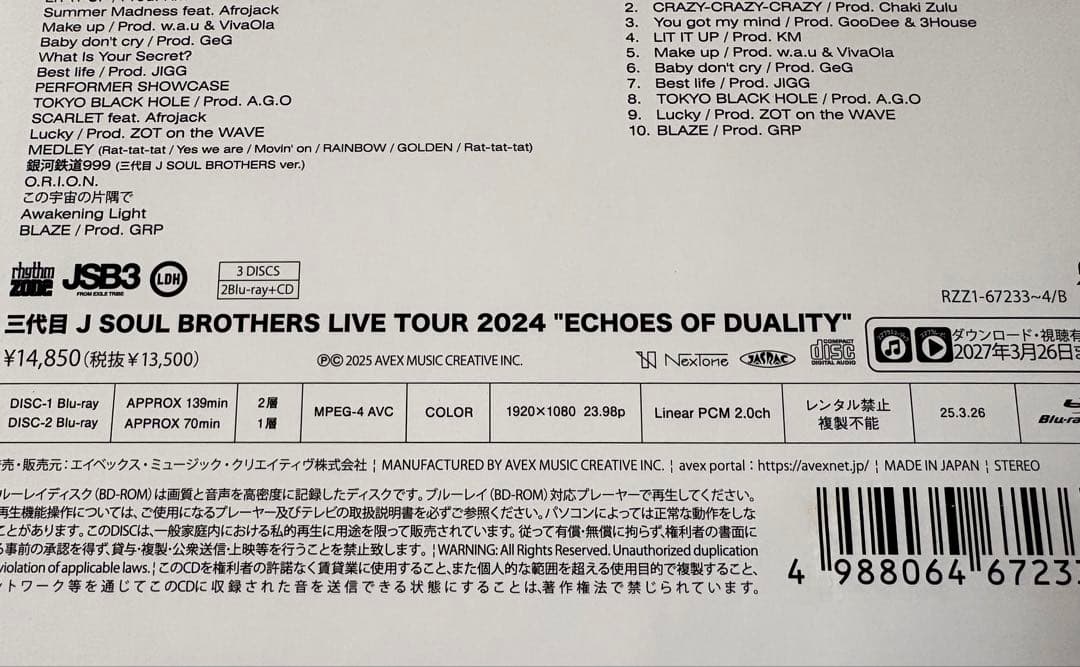 Summer Madness feat. Afrojack
Make up / Prod. w.a.u & VivaOla
Baby don't cry / Prod. GeG
What Is Your Secret?
Best life / Prod. JIGG
PERFORMER SHOWCASE
TOKYO BLACK HOLE / Prod. A.G.O
SCARLET feat. Afrojack
Lucky / Prod. ZOT on the WAVE
MEDLEY (Rat-tat-tat / Yes we are / Movin' on / RAINBOW / GOLDEN / Rat-tat-tat)
銀河鉄道999 (三代目 J SOUL BROTHERS ver.)
O.R.I.O.N.
この宇宙の片隅で
Awakening Light
BLAZE / Prod. GRP
2. CRAZY-CRAZY-CRAZY / Prod. Chaki Zulu
3. You got my mind / Prod. GooDee & 3House
4. LIT IT UP / Prod. KM
5. Make up / Prod. w.a.u & VivaOla
6. Baby don't cry / Prod. GeG
7. Best life / Prod. JIGG
8. TOKYO BLACK HOLE / Prod. A.G.O
9. Lucky / Prod. ZOT on the WAVE
10. BLAZE / Prod. GRP
rhythm ZONE JSB3 FROM EXILE TRIBE LDH
3 DISCS
2Blu-ray+CD
RZZ1-67233~4/B
三代目 J SOUL BROTHERS LIVE TOUR 2024 "ECHOES OF DUALITY"
¥14,850(税抜¥13,500)
ⓅⒸ 2025 AVEX MUSIC CREATIVE INC.
NexTone JASRAC COMPACT disc DIGITAL AUDIO
ダウンロード・視聴有
2027年3月26日ま
DISC-1 Blu-ray APPROX 139min 2層
DISC-2 Blu-ray APPROX 70min 1層
MPEG-4 AVC COLOR 1920×1080 23.98p Linear PCM 2.0ch
レンタル禁止
複製不能
25.3.26
Blu-ra
売・販売元：エイベックス・ミュージック・クリエイティヴ株式会社 ¦ MANUFACTURED BY AVEX MUSIC CREATIVE INC. ¦ avex portal : https://avexnet.jp/ ¦ MADE IN JAPAN ¦ STEREO
ルーレイディスク(BD-ROM)は画質と音声を高密度に記録したディスクです。ブルーレイ(BD-ROM)対応プレーヤーで再生してください。
再生機能操作については、ご使用になるプレーヤー及びテレビの取扱説明書を必ずご参照ください。パソコンによっては正常な動作をしな
ことがあります。このDISCは、一般家庭内における私的再生に用途を限って販売されています。従って有償・無償に拘らず、権利者の書面に
る事前の承認を得ず、貸与・複製・公衆送信・上映等を行うことを禁止致します。 ¦ WARNING: All Rights Reserved. Unauthorized duplication
violation of applicable laws. ¦ このCDを権利者の許諾なく賃貸業に使用すること、また個人的な範囲を超える使用目的で複製すること、
ットワーク等を通じてこのCDに収録された音を送信できる状態にすることは、著作権法で禁じられています。
4 988064 67233